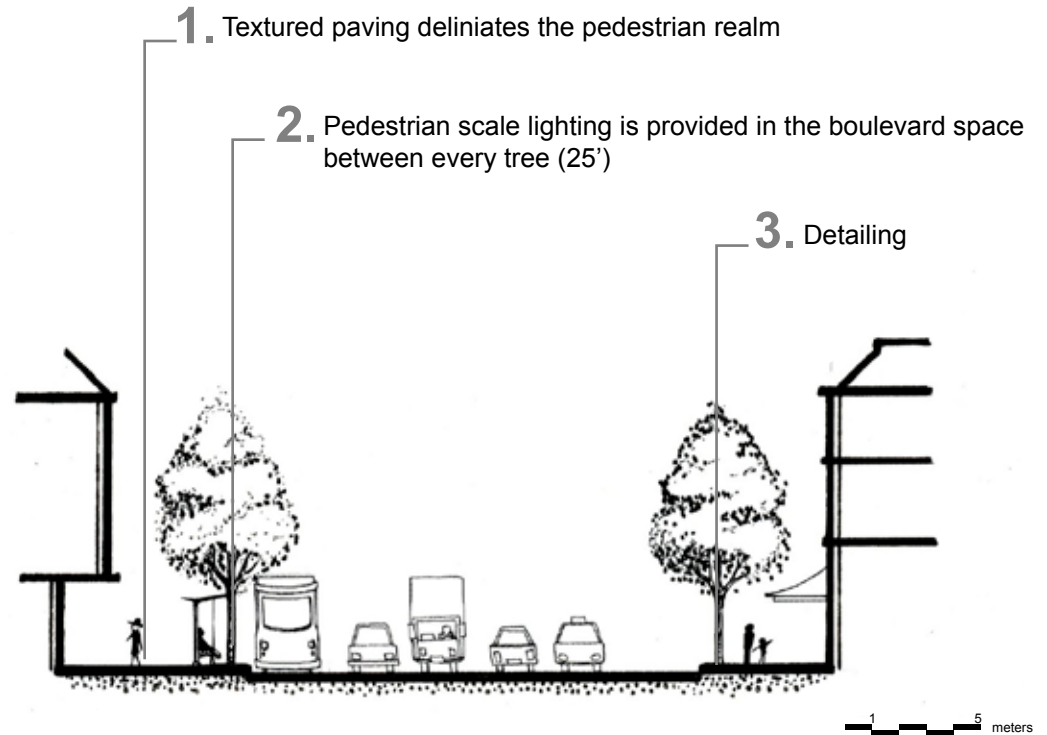 1. Textured paving deliniates the pedestrian realm
2. Pedestrian scale lighting is provided in the boulevard space
between every tree (25')
3. Detailing
1 5 meters